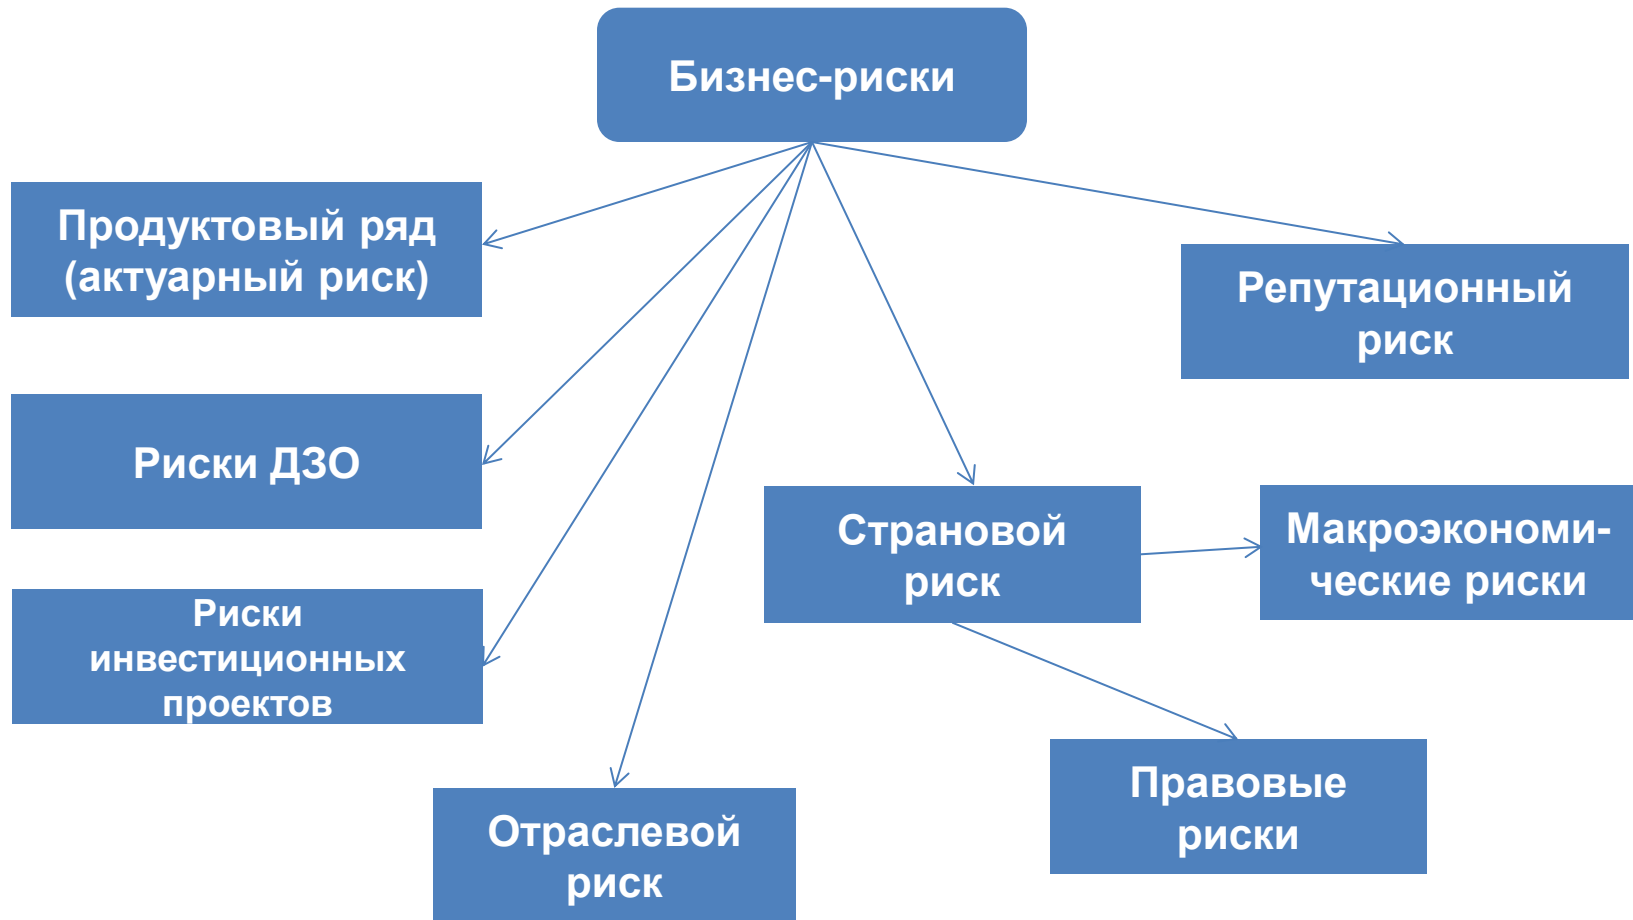 Бизнес-риски
Продуктовый ряд
(актуарный риск)
Репутационный
риск
Риски ДЗО
Страновой
риск
Макроэкономи-
ческие риски
Риски
инвестиционных
проектов
Правовые
риски
Отраслевой
риск